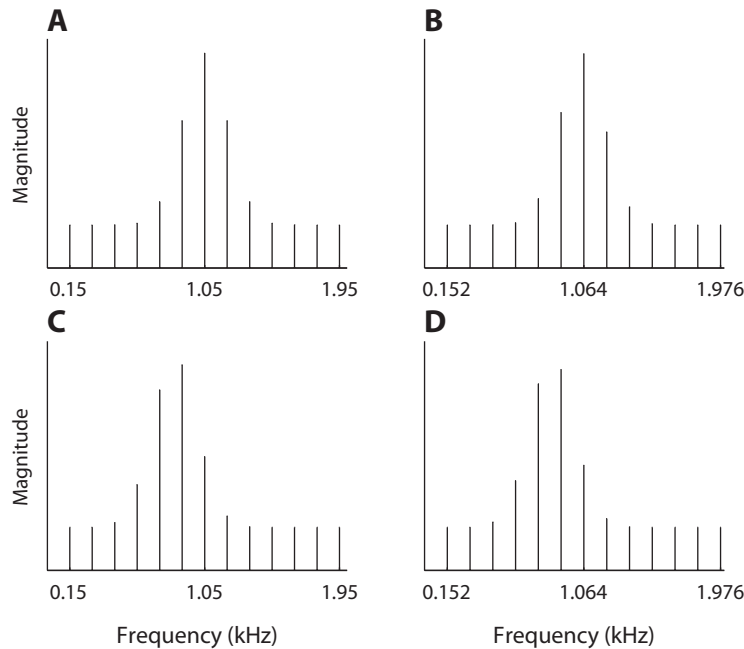 A
B
Magnitude
0.15 1.05 1.95
0.152 1.064 1.976
C
D
Magnitude
0.15 1.05 1.95
0.152 1.064 1.976
Frequency (kHz)
Frequency (kHz)